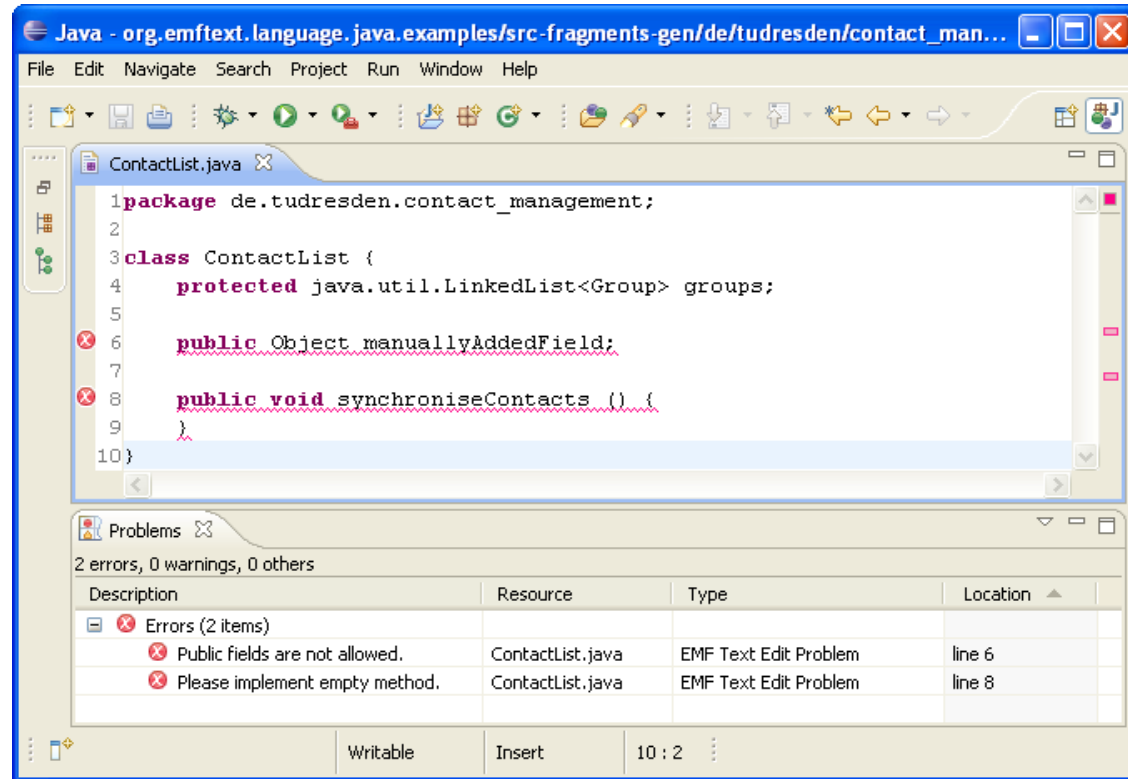 Java - org.emftext.language.java.examples/src-fragments-gen/de/tudresden/contact_man...
File Edit Navigate Search Project Run Window Help
ContactList.java
1 package de.tudresden.contact_management;
2
3 class ContactList {
4 protected java.util.LinkedList<Group> groups;
5
6 public Object manuallyAddedField;
7
8 public void synchroniseContacts () {
9 }
10 }
Problems
2 errors, 0 warnings, 0 others
Description Resource Type Location
Errors (2 items)
Public fields are not allowed. ContactList.java EMF Text Edit Problem line 6
Please implement empty method. ContactList.java EMF Text Edit Problem line 8
Writable Insert 10 : 2